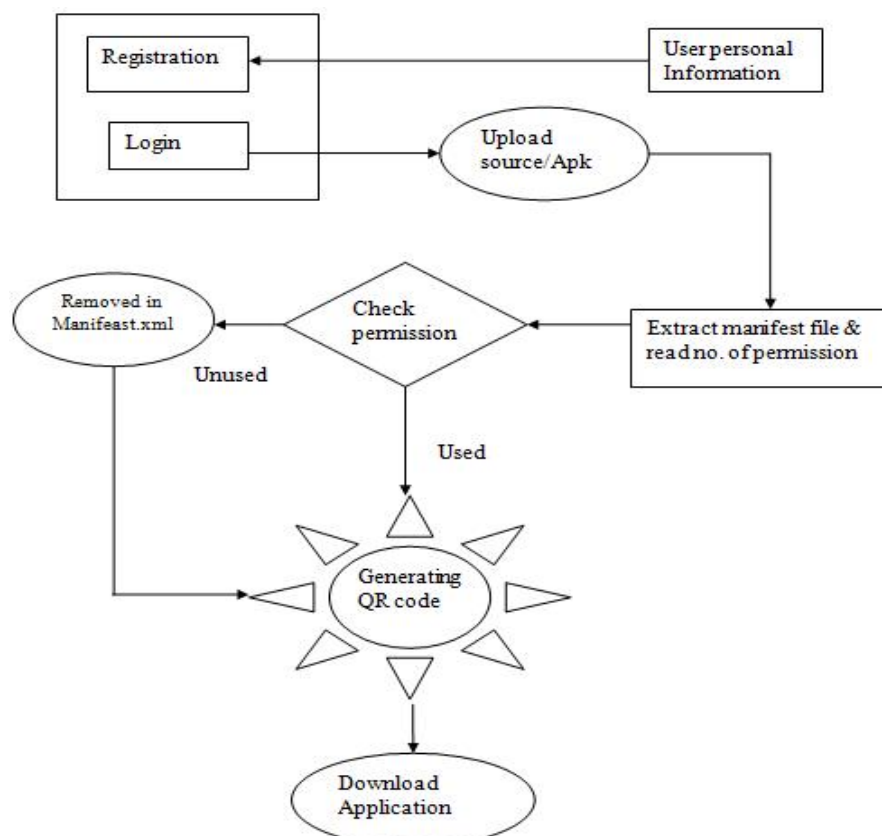 Registration
User personal
Information
Login
Upload
source/Apk
Removed in
Manifeast.xml
Check
permission
Extract manifest file &
read no. of permission
Unused
Used
Generating
QR code
Download
Application